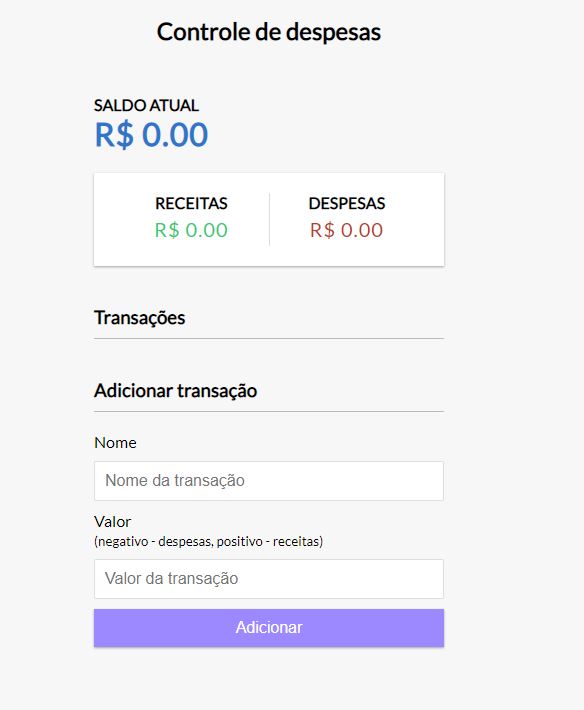 Controle de despesas
SALDO ATUAL
R$ 0.00
RECEITAS
DESPESAS
R$ 0.00
R$ 0.00
Transações
Adicionar transação
Nome
Nome da transação
Valor
(negativo - despesas, positivo - receitas)
Valor da transação
Adicionar